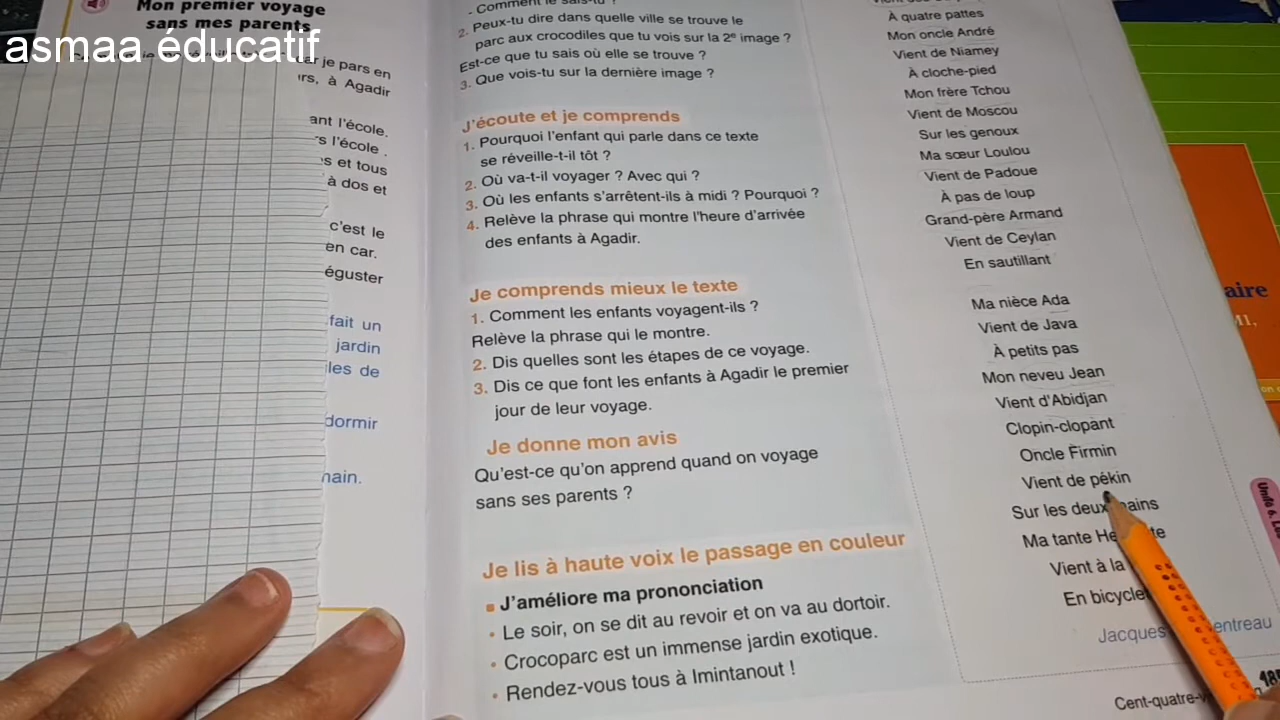 asmaa éducatif
Mon premier voyage
sans mes parents
je pars en
à Agadir
ant l'école.
s l'école .
s et tous
à dos et
c'est le
en car.
éguster
fait un
jardin
les de
dormir
main.
. Comment le sais-tu ?
2. Peux-tu dire dans quelle ville se trouve le
parc aux crocodiles que tu vois sur la 2e image ?
Est-ce que tu sais où elle se trouve ?
3. Que vois-tu sur la dernière image ?
J'écoute et je comprends
1. Pourquoi l'enfant qui parle dans ce texte
se réveille-t-il tôt ?
2. Où va-t-il voyager ? Avec qui ?
3. Où les enfants s'arrêtent-ils à midi ? Pourquoi ?
4. Relève la phrase qui montre l'heure d'arrivée
des enfants à Agadir.
Je comprends mieux le texte
1. Comment les enfants voyagent-ils ?
Relève la phrase qui le montre.
2. Dis quelles sont les étapes de ce voyage.
3. Dis ce que font les enfants à Agadir le premier
jour de leur voyage.
Je donne mon avis
Qu'est-ce qu'on apprend quand on voyage
sans ses parents ?
Je lis à haute voix le passage en couleur
■ J'améliore ma prononciation
• Le soir, on se dit au revoir et on va au dortoir.
• Crocoparc est un immense jardin exotique.
• Rendez-vous tous à Imintanout !
À quatre pattes
Mon oncle André
Vient de Niamey
À cloche-pied
Mon frère Tchou
Vient de Moscou
Sur les genoux
Ma sœur Loulou
Vient de Padoue
À pas de loup
Grand-père Armand
Vient de Ceylan
En sautillant
Ma nièce Ada
Vient de Java
À petits pas
Mon neveu Jean
Vient d'Abidjan
Clopin-clopant
Oncle Firmin
Vient de pékin
Sur les deux mains
Ma tante He te
Vient à la
En bicycle
Jacques entreau
Cent-quatre-v
185
Unité 6.
aire